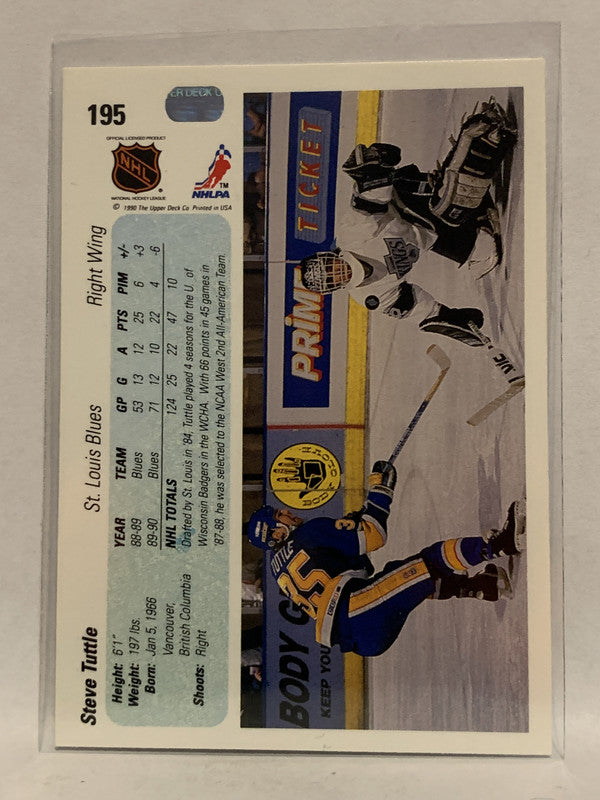 195
ER DECK
OFFICIAL LICENSED PRODUCT
NHL
NATIONAL HOCKEY LEAGUE
NHLPA
TM
© 1990 The Upper Deck Co. Printed in USA
Steve Tuttle St. Louis Blues Right Wing
Height: 6'1"
Weight: 197 lbs.
Born: Jan 5, 1966
Vancouver,
British Columbia
Shoots: Right
YEAR TEAM GP G A PTS PIM +/-
88-89 Blues 53 13 12 25 6 +3
89-90 Blues 71 12 10 22 4 -6
NHL TOTALS 124 25 22 47 10
Drafted by St. Louis in '84, Tuttle played 4 seasons for the U. of
Wisconsin Badgers in the WCHA. With 66 points in 45 games in
'87-88, he was selected to the NCAA West 2nd All-American Team.
PRIME
TICKET
BODY G
KEEP YOU
TUTTLE
35
KINGS
VIC